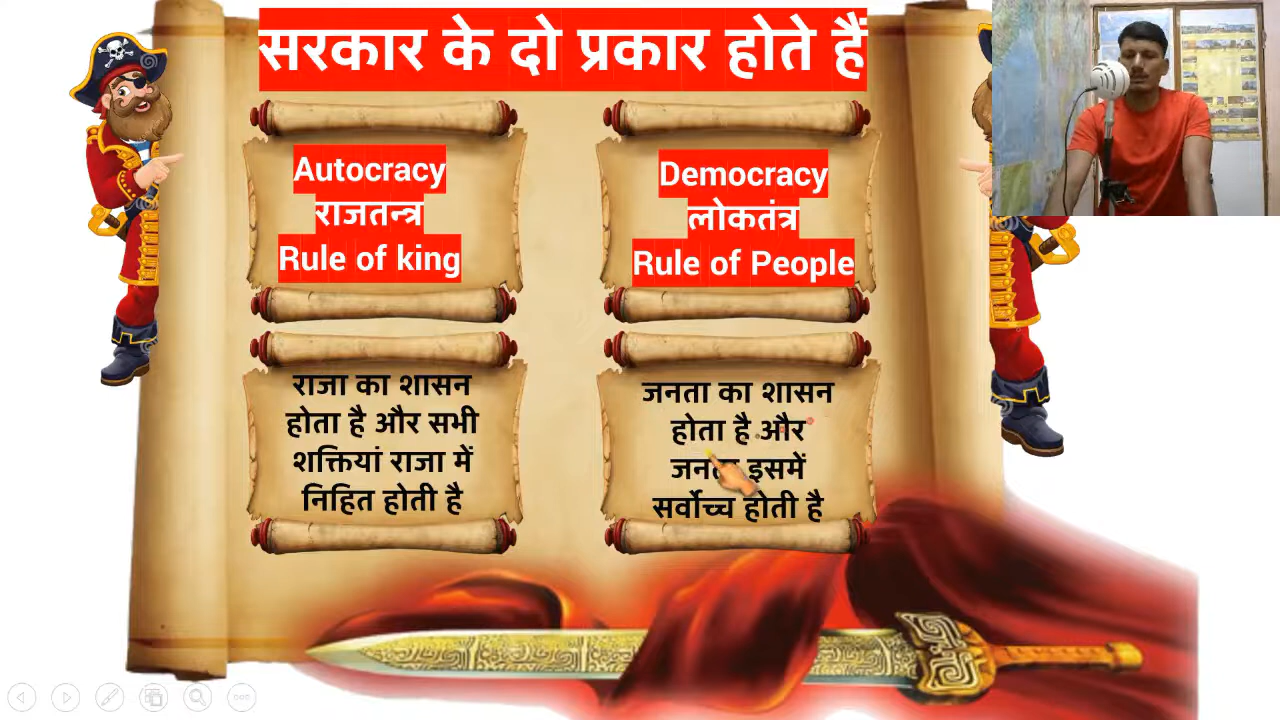 सरकार के दो प्रकार होते हैं
Autocracy
राजतन्त्र
Rule of king
Democracy
लोकतंत्र
Rule of People
राजा का शासन
होता है और सभी
शक्तियां राजा में
निहित होती है
जनता का शासन
होता है और
जनता इसमें
सर्वोच्च होती है